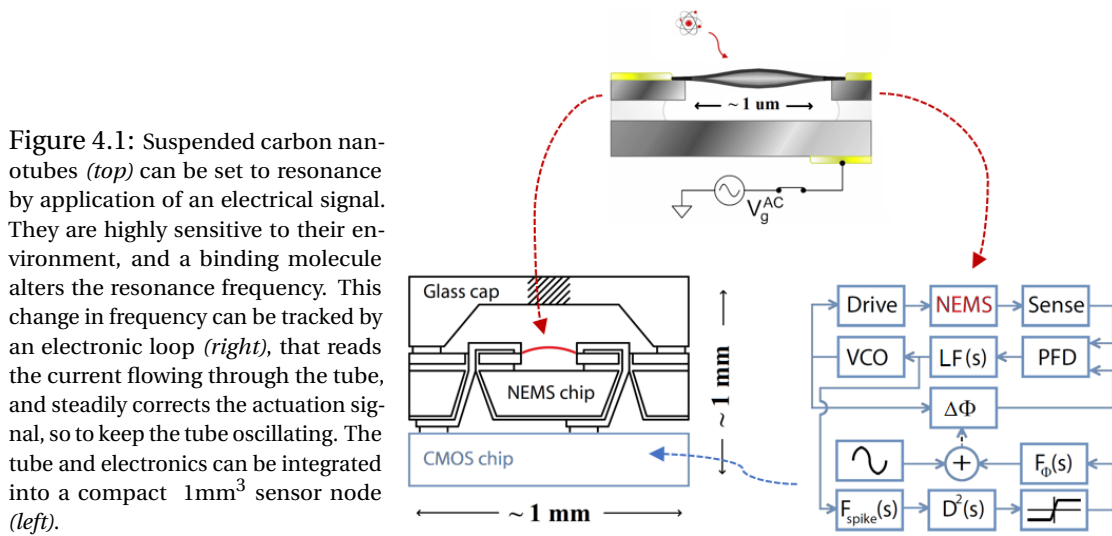 Figure 4.1: Suspended carbon nan-
otubes (top) can be set to resonance
by application of an electrical signal.
They are highly sensitive to their en-
vironment, and a binding molecule
alters the resonance frequency. This
change in frequency can be tracked by
an electronic loop (right), that reads
the current flowing through the tube,
and steadily corrects the actuation sig-
nal, so to keep the tube oscillating. The
tube and electronics can be integrated
into a compact 1mm³ sensor node
(left).
~ 1 um
V_g^AC
Glass cap
NEMS chip
CMOS chip
~ 1 mm
~ 1 mm
Drive NEMS Sense
VCO LF(s) PFD
ΔΦ
+ F_Φ(s)
F_spike(s) D²(s)